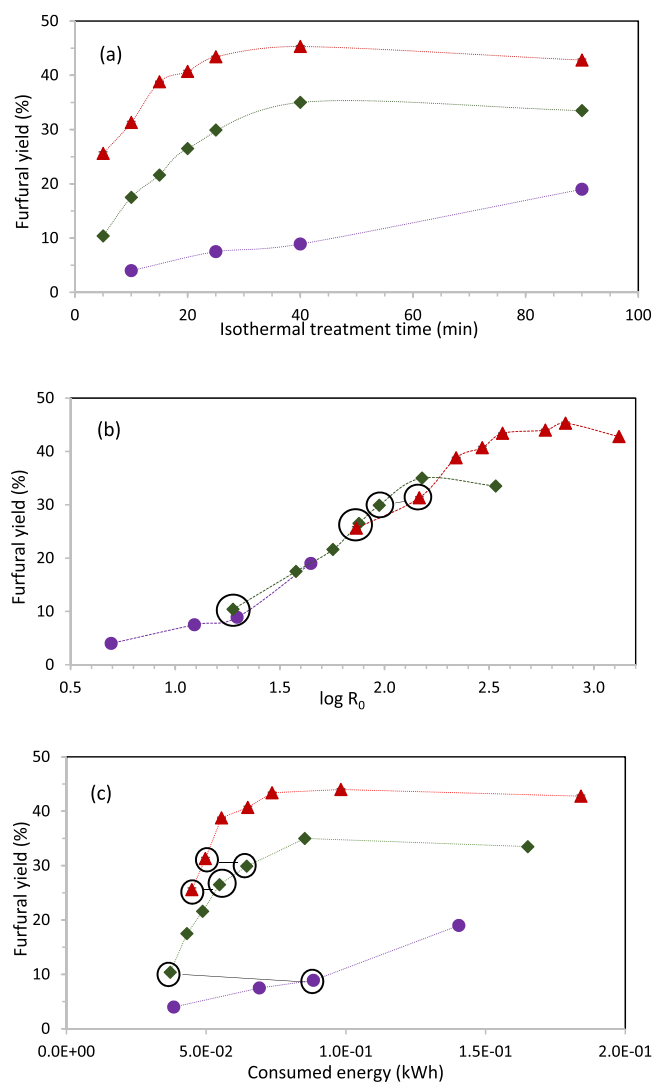 (a)
Furfural yield (%)
50
40
30
20
10
0
0 20 40 60 80 100
Isothermal treatment time (min)
(b)
Furfural yield (%)
50
40
30
20
10
0
0.5 1.0 1.5 2.0 2.5 3.0
log R₀
(c)
Furfural yield (%)
50
40
30
20
10
0
0.0E+00 5.0E-02 1.0E-01 1.5E-01 2.0E-01
Consumed energy (kWh)